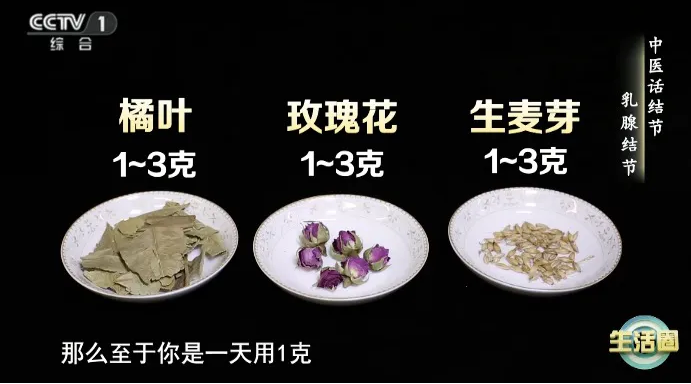 CCTV 1
综合
中医话结节
乳腺结节
橘叶
玫瑰花
生麦芽
1~3克
1~3克
1~3克
生活圈
那么至于你是一天用1克